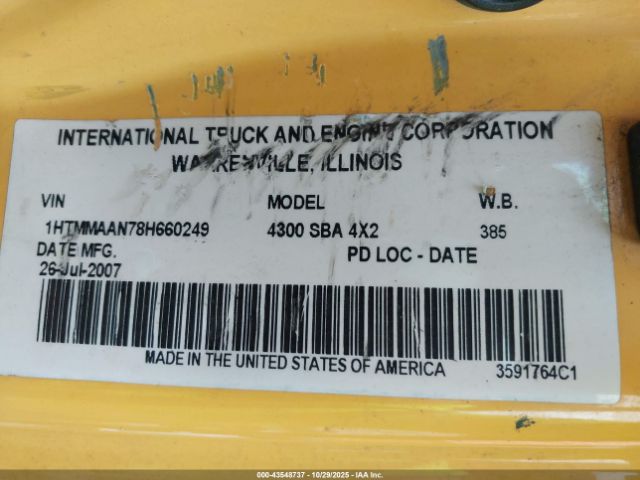 INTERNATIONAL TRUCK AND ENGINE CORPORATION
WARRENVILLE, ILLINOIS
VIN MODEL W.B.
1HTMMAAN78H660249 4300 SBA 4X2 385
DATE MFG. PD LOC - DATE
26-Jul-2007
MADE IN THE UNITED STATES OF AMERICA 3591764C1
000-43548737 - 10/29/2025 - IAA Inc.